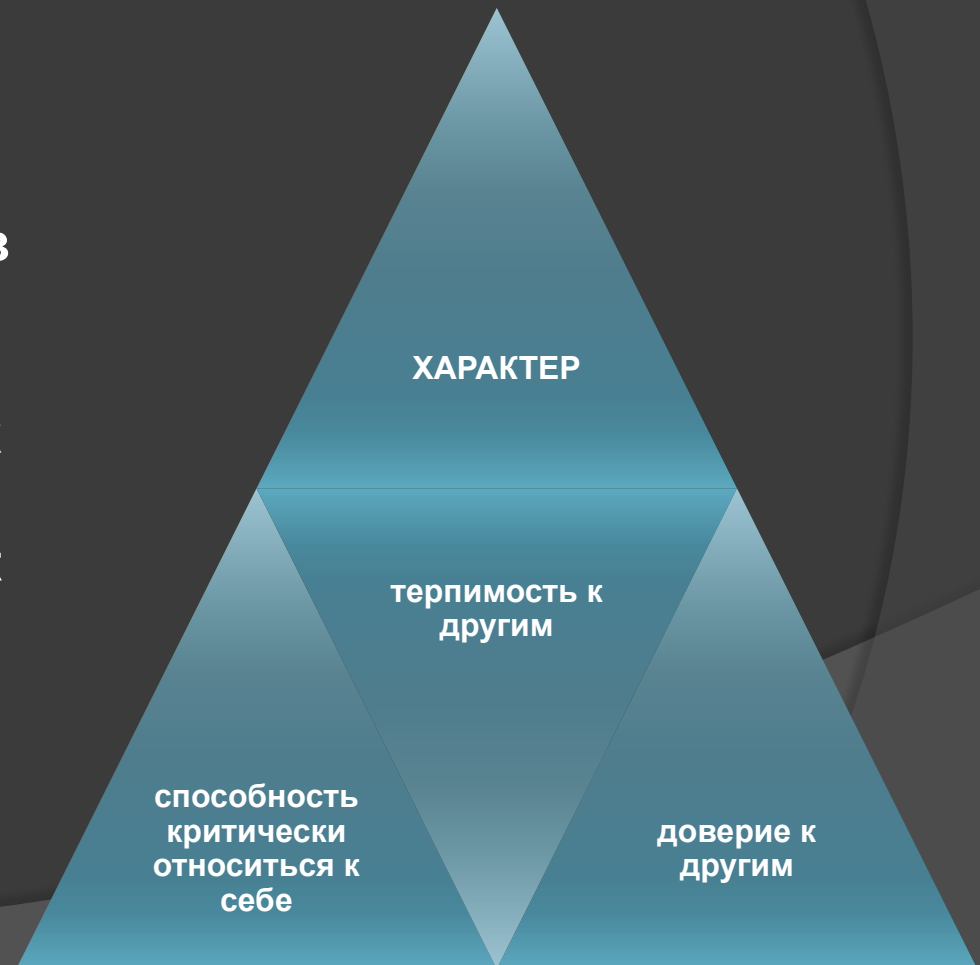 в
ХАРАКТЕР
терпимость к
другим
способность
критически
относиться к
себе
доверие к
другим